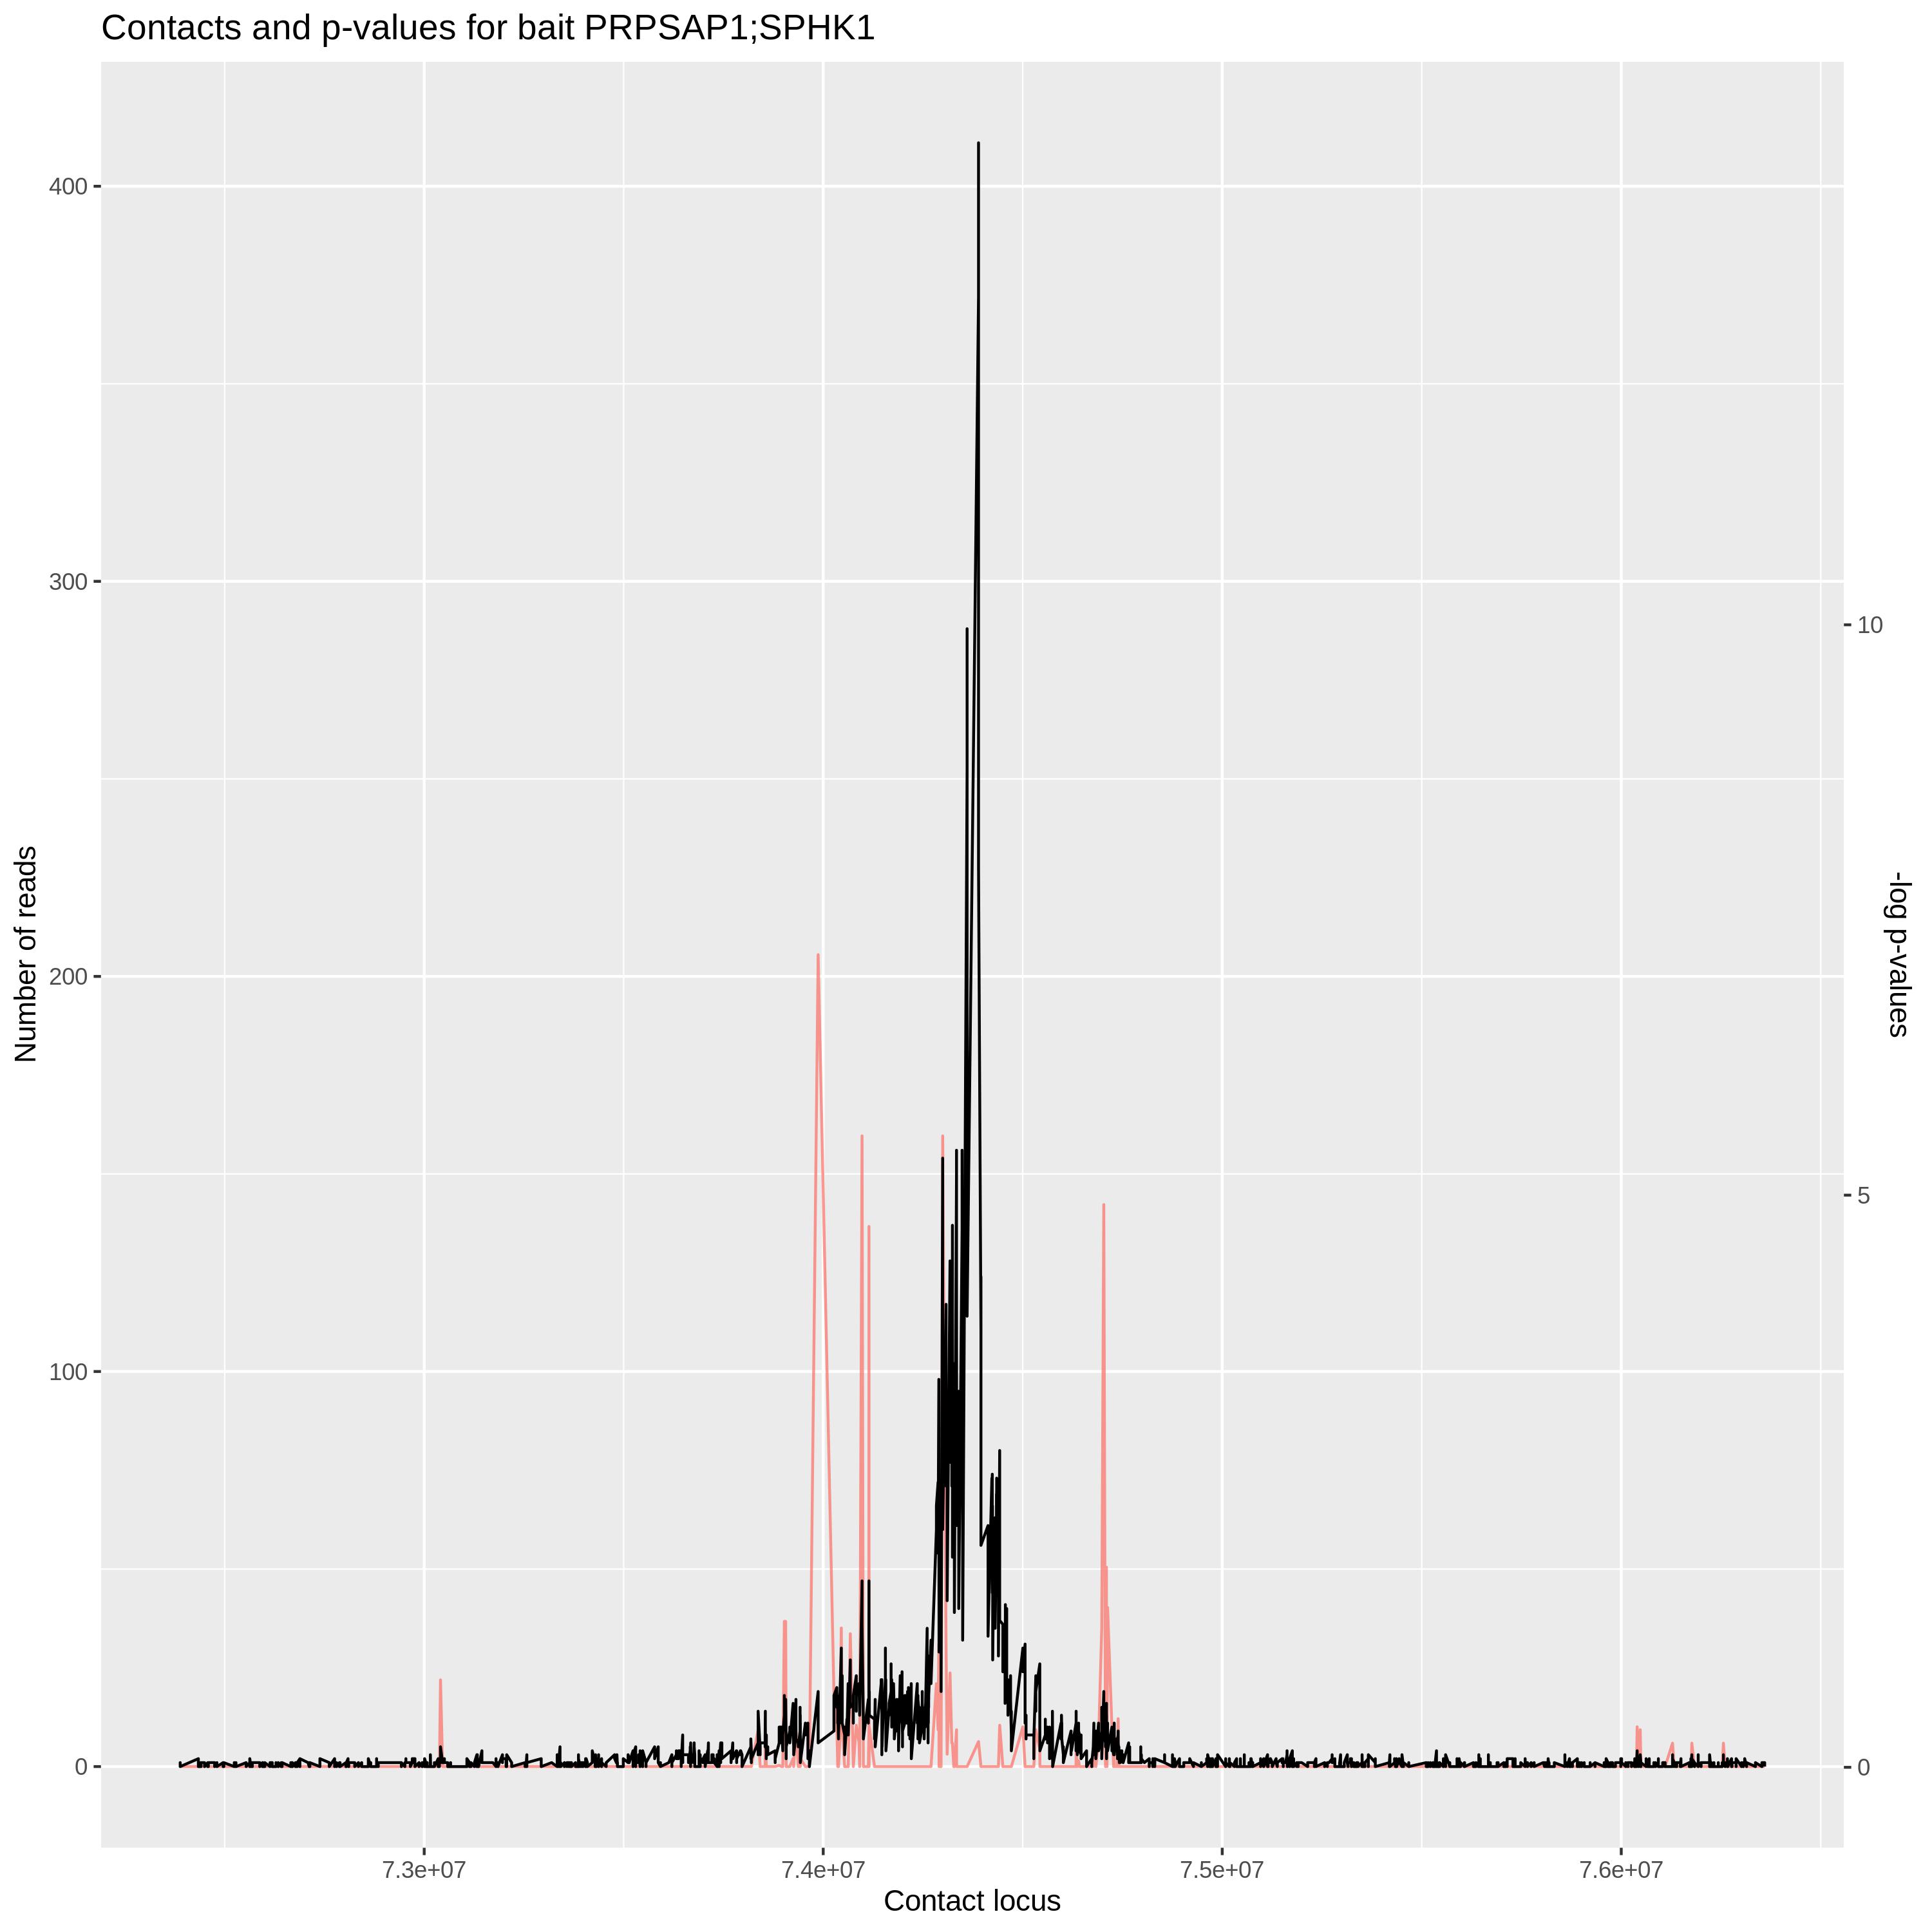 Contacts and p-values for bait PRPSAP1;SPHK1
400
300
200
100
0
Number of reads
10
5
0
-log p-values
7.3e+07
7.4e+07
7.5e+07
7.6e+07
Contact locus